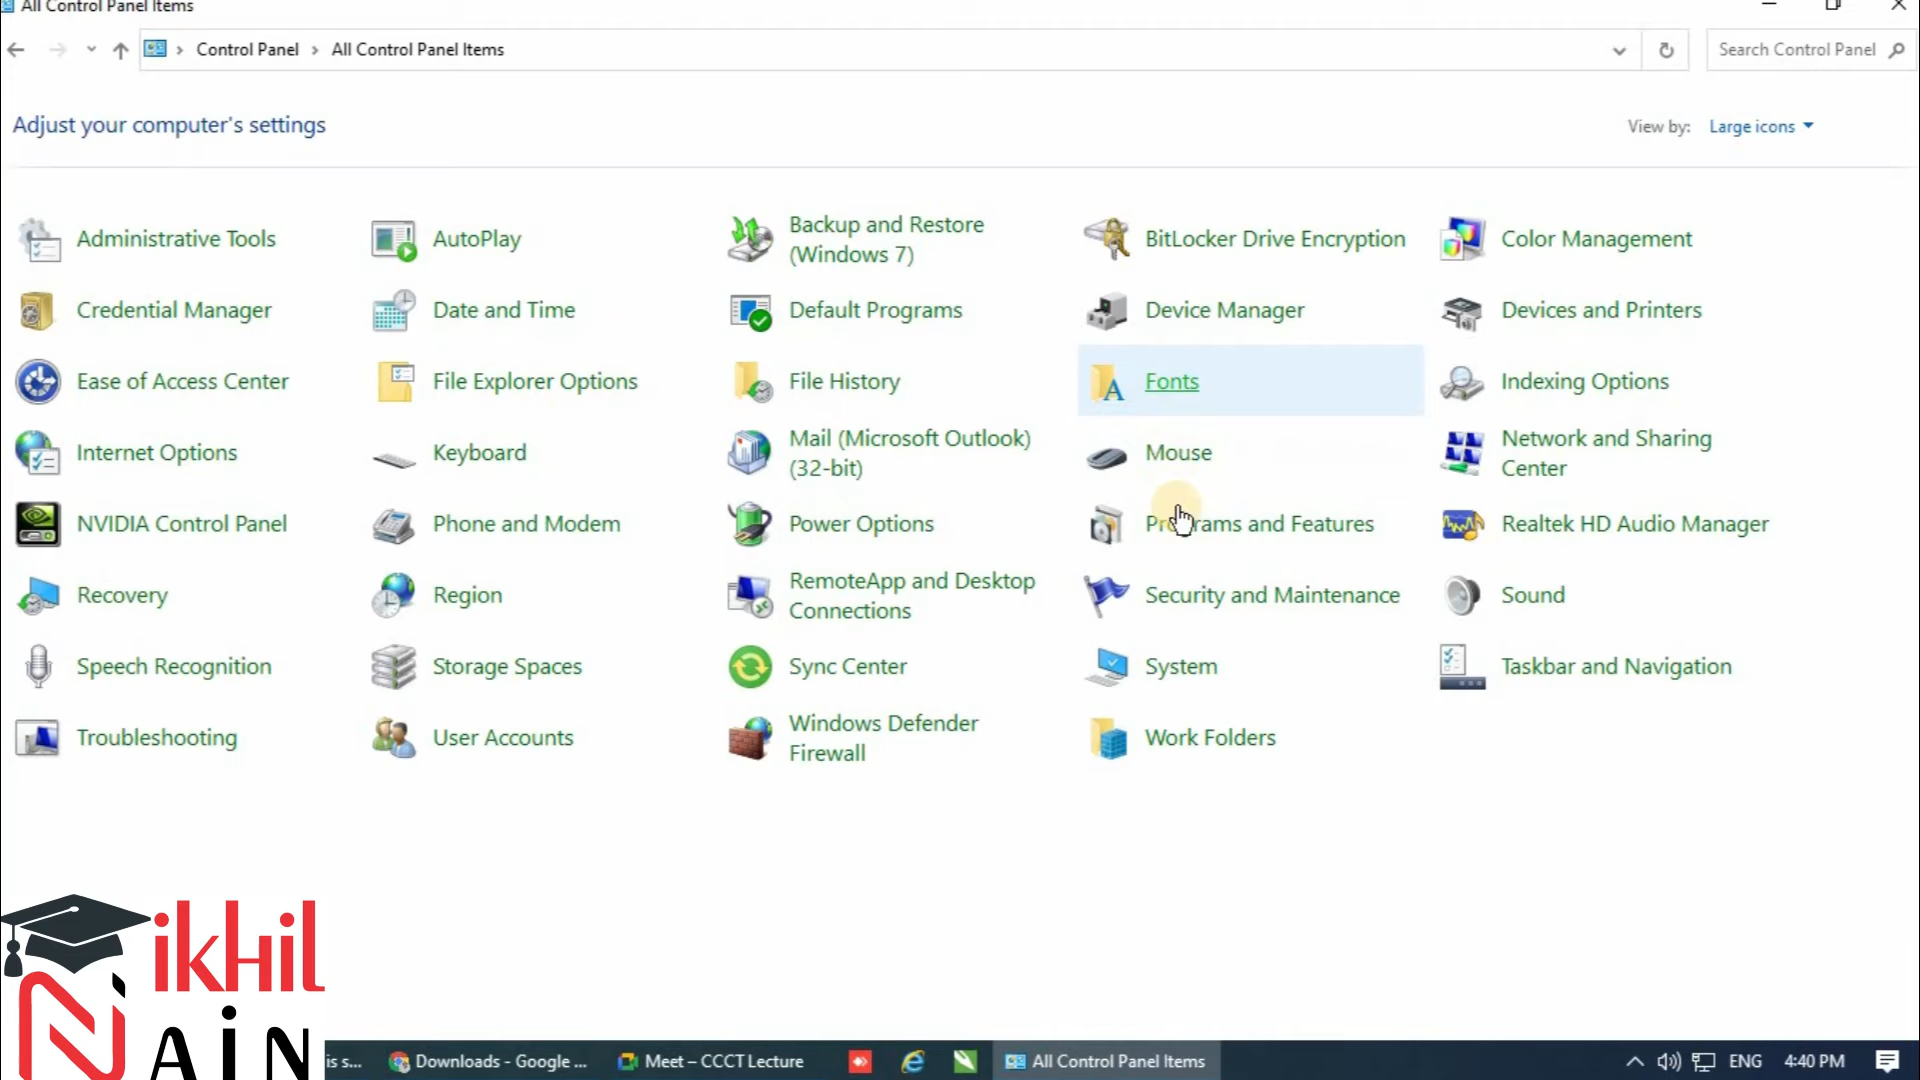 All Control Panel Items
Control Panel > All Control Panel Items
Search Control Panel
Adjust your computer's settings
View by: Large icons
Administrative Tools
AutoPlay
Backup and Restore
(Windows 7)
BitLocker Drive Encryption
Color Management
Credential Manager
Date and Time
Default Programs
Device Manager
Devices and Printers
Ease of Access Center
File Explorer Options
File History
Fonts
Indexing Options
Internet Options
Keyboard
Mail (Microsoft Outlook)
(32-bit)
Mouse
Network and Sharing
Center
NVIDIA Control Panel
Phone and Modem
Power Options
Programs and Features
Realtek HD Audio Manager
Recovery
Region
RemoteApp and Desktop
Connections
Security and Maintenance
Sound
Speech Recognition
Storage Spaces
Sync Center
System
Taskbar and Navigation
Troubleshooting
User Accounts
Windows Defender
Firewall
Work Folders
ikhil
NAiN
is s...
Downloads - Google ...
Meet – CCCT Lecture
All Control Panel Items
ENG
4:40 PM